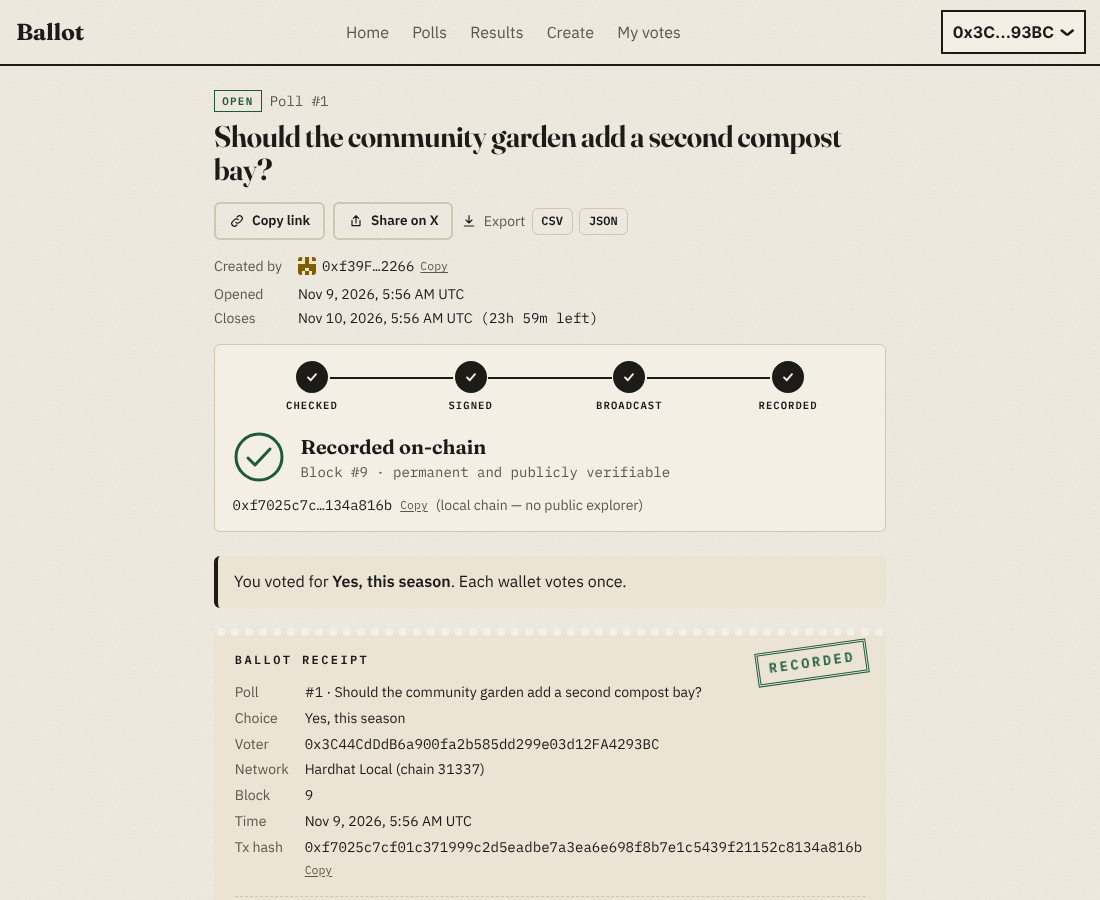 Ballot
Home Polls Results Create My votes
0x3C...93BC
OPEN Poll #1
Should the community garden add a second compost
bay?
Copy link Share on X Export CSV JSON
Created by 0xf39F…2266 Copy
Opened Nov 9, 2026, 5:56 AM UTC
Closes Nov 10, 2026, 5:56 AM UTC (23h 59m left)
CHECKED SIGNED BROADCAST RECORDED
Recorded on-chain
Block #9 · permanent and publicly verifiable
0xf7025c7c…134a816b Copy (local chain — no public explorer)
You voted for Yes, this season. Each wallet votes once.
BALLOT RECEIPT
RECORDED
Poll #1 · Should the community garden add a second compost bay?
Choice Yes, this season
Voter 0x3C44CdDdB6a900fa2b585dd299e03d12FA4293BC
Network Hardhat Local (chain 31337)
Block 9
Time Nov 9, 2026, 5:56 AM UTC
Tx hash 0xf7025c7cf01c371999c2d5eadbe7a3ea6e698f8b7e1c5439f21152c8134a816b
Copy